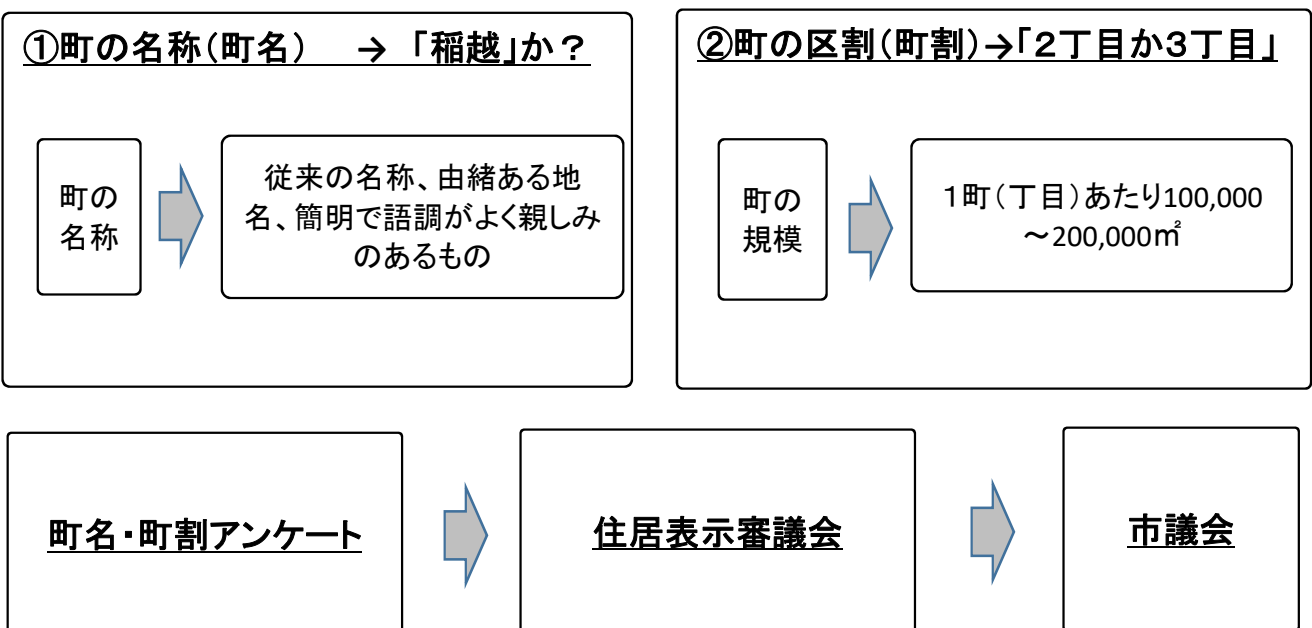 ①町の名称(町名)　→「稲越」か？
町の
名称
従来の名称、由緒ある地
名、簡明で語調がよく親しみ
のあるもの
②町の区割(町割)→「２丁目か３丁目」
町の
規模
１町(丁目)あたり100,000
～200,000㎡
町名・町割アンケート
住居表示審議会
市議会